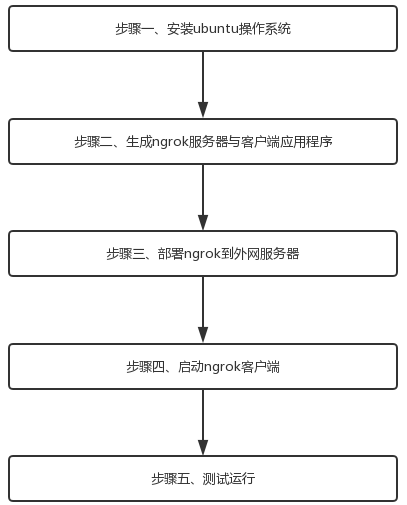 步骤一、安装ubuntu操作系统
步骤二、生成ngrok服务器与客户端应用程序
步骤三、部署ngrok到外网服务器
步骤四、启动ngrok客户端
步骤五、测试运行